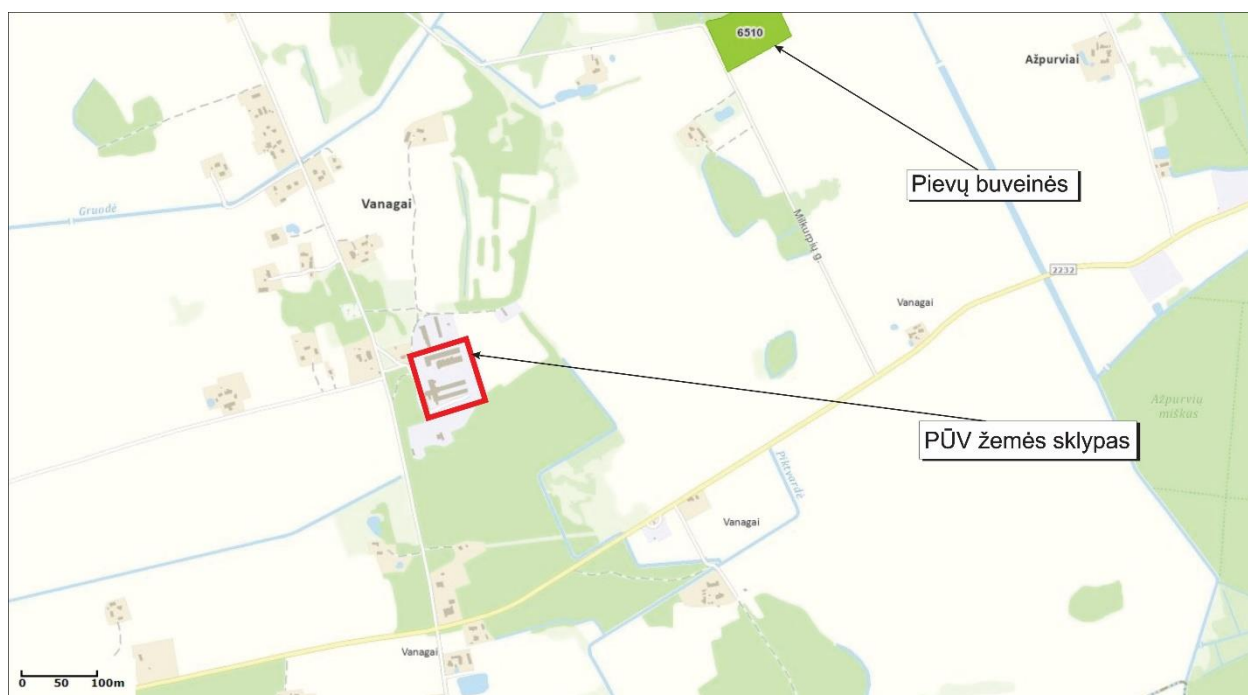 6510
Ažpurviai
Pievų buveinės
Gruodė
Vanagai
Milkurpių g.
2232
Vanagai
Ažpurvių
miškas
PŪV žemės sklypas
Piktvardė
Vanagai
Vanagai
0 50 100m